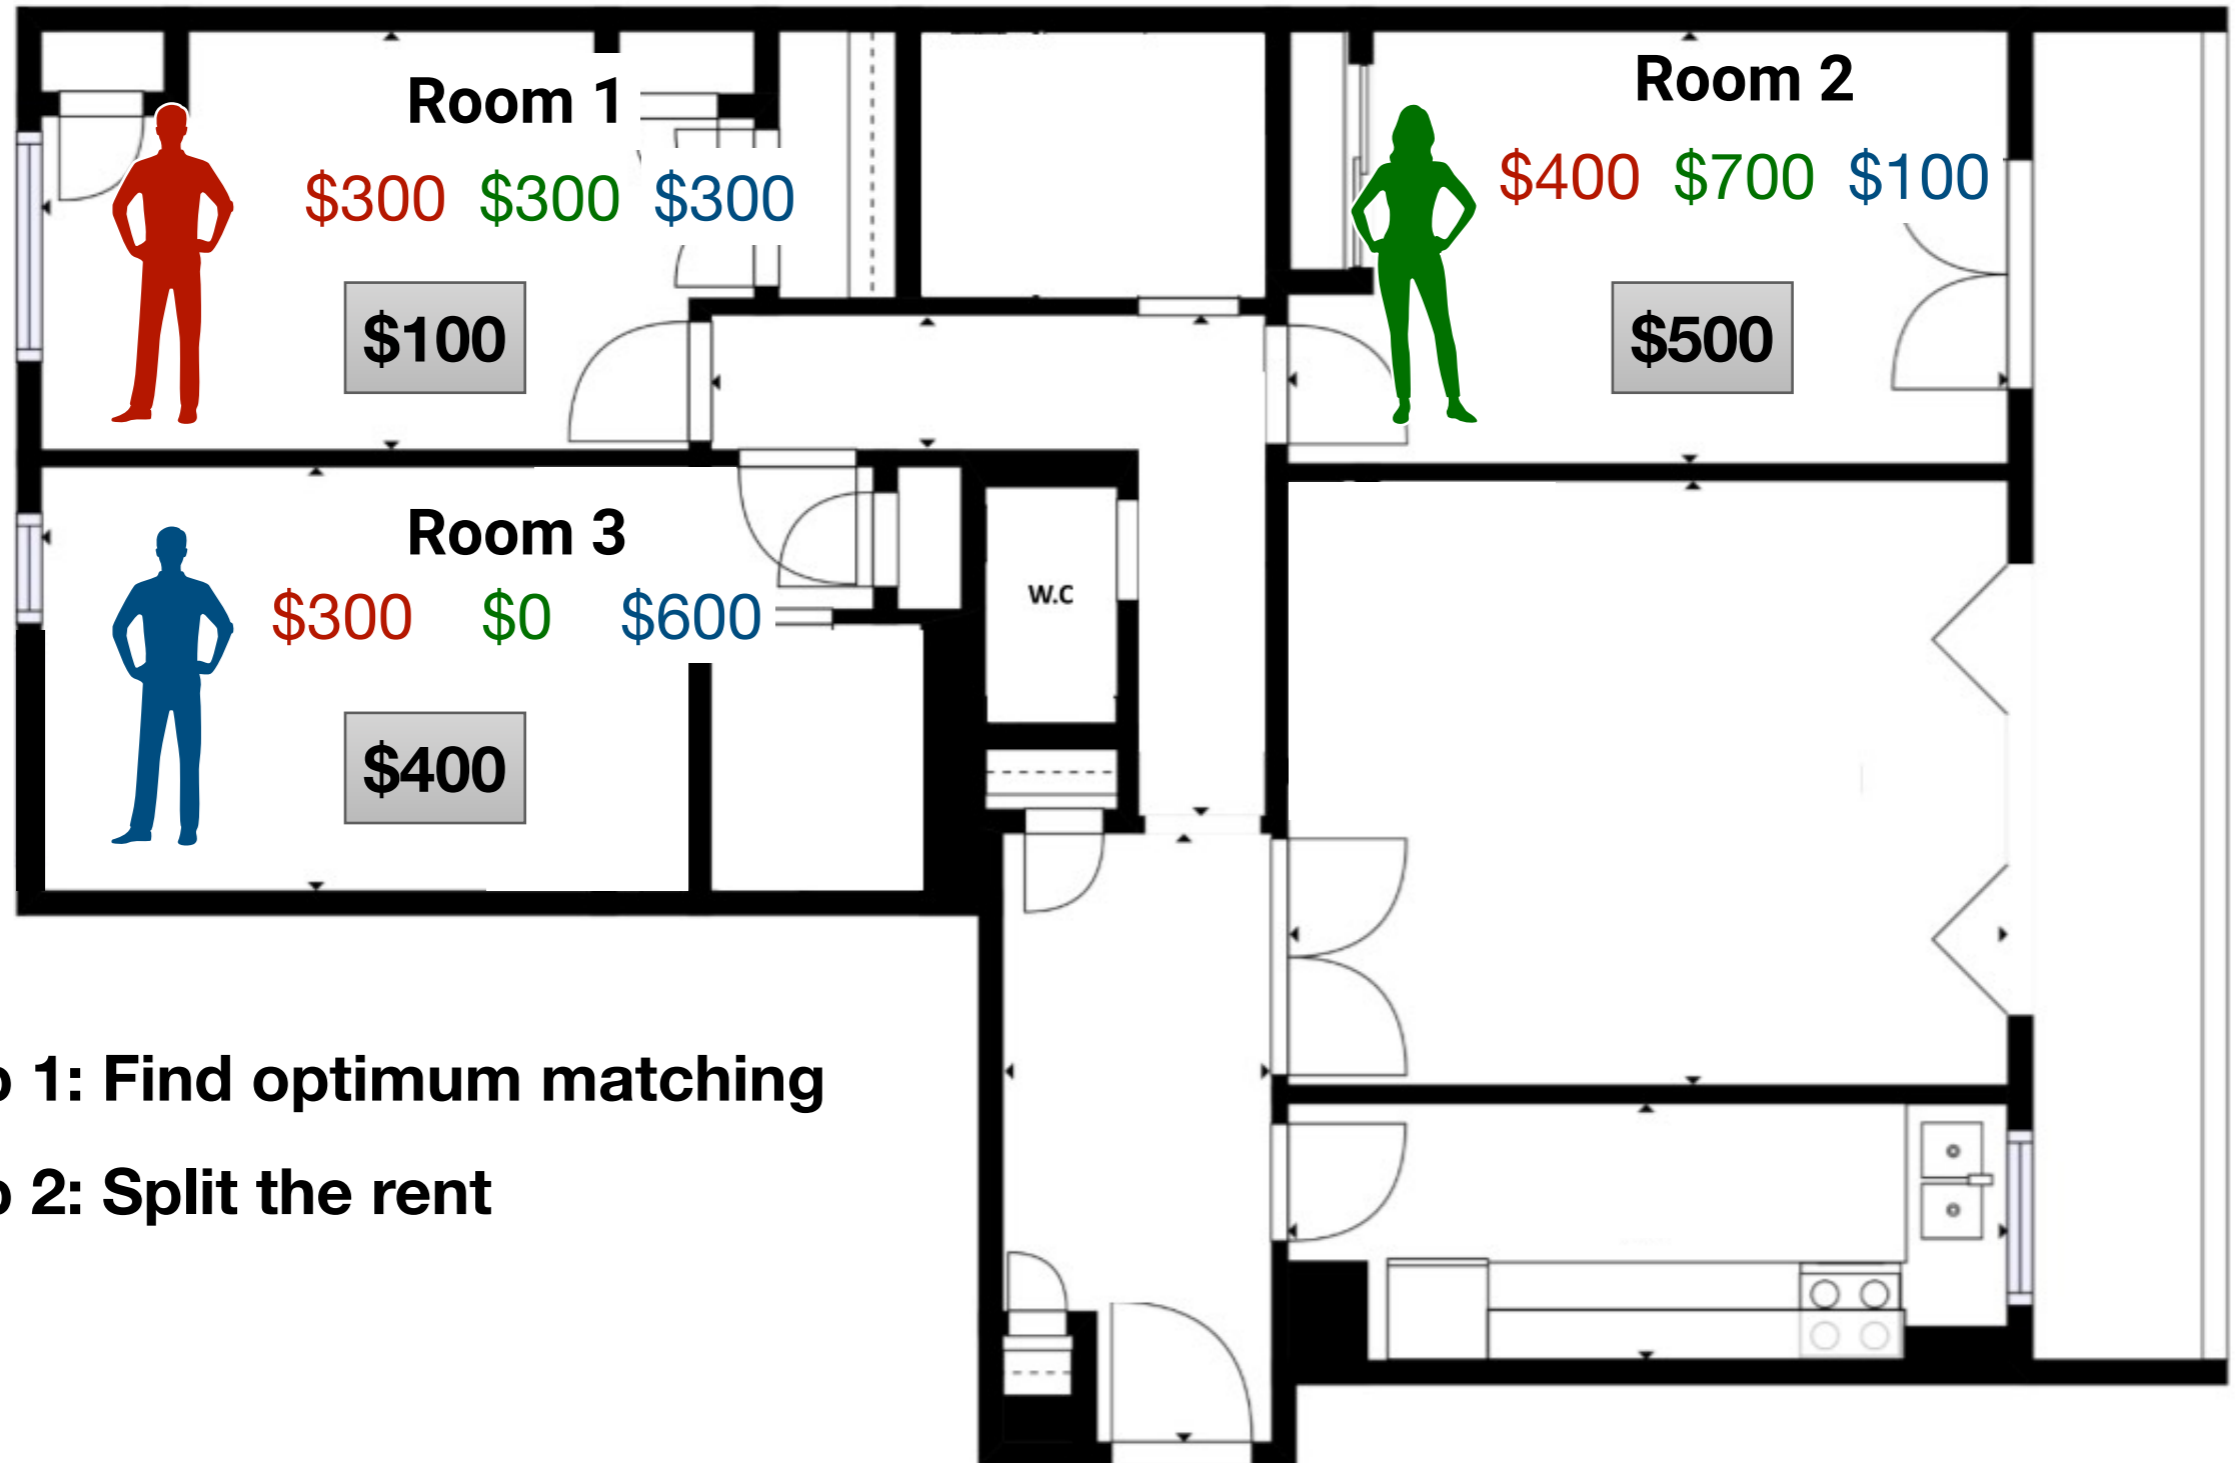 Room 1
$300 $300 $300
$100
Room 2
$400 $700 $100
$500
Room 3
$300 $0 $600
$400
W.C
p 1: Find optimum matching
p 2: Split the rent